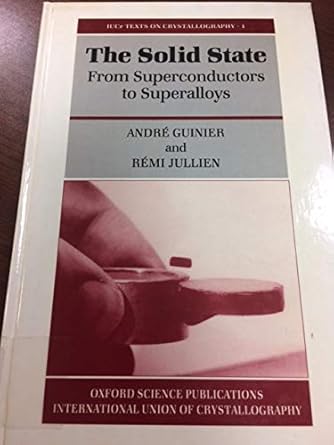 IUCr TEXTS ON CRYSTALLOGRAPHY · 1
The Solid State
From Superconductors
to Superalloys
ANDRÉ GUINIER
and
RÉMI JULLIEN
OXFORD SCIENCE PUBLICATIONS
INTERNATIONAL UNION OF CRYSTALLOGRAPHY